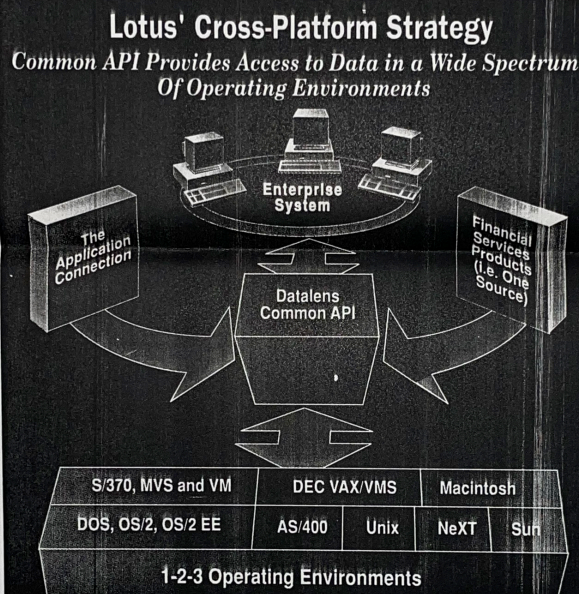 Lotus' Cross-Platform Strategy
Common API Provides Access to Data in a Wide Spectrum
Of Operating Environments
Enterprise
System
The
Application
Connection
Financial
Services
Products
(i.e. One
Source)
Datalens
Common API
S/370, MVS and VM
DEC VAX/VMS
Macintosh
DOS, OS/2, OS/2 EE
AS/400
Unix
NeXT
Sun
1-2-3 Operating Environments